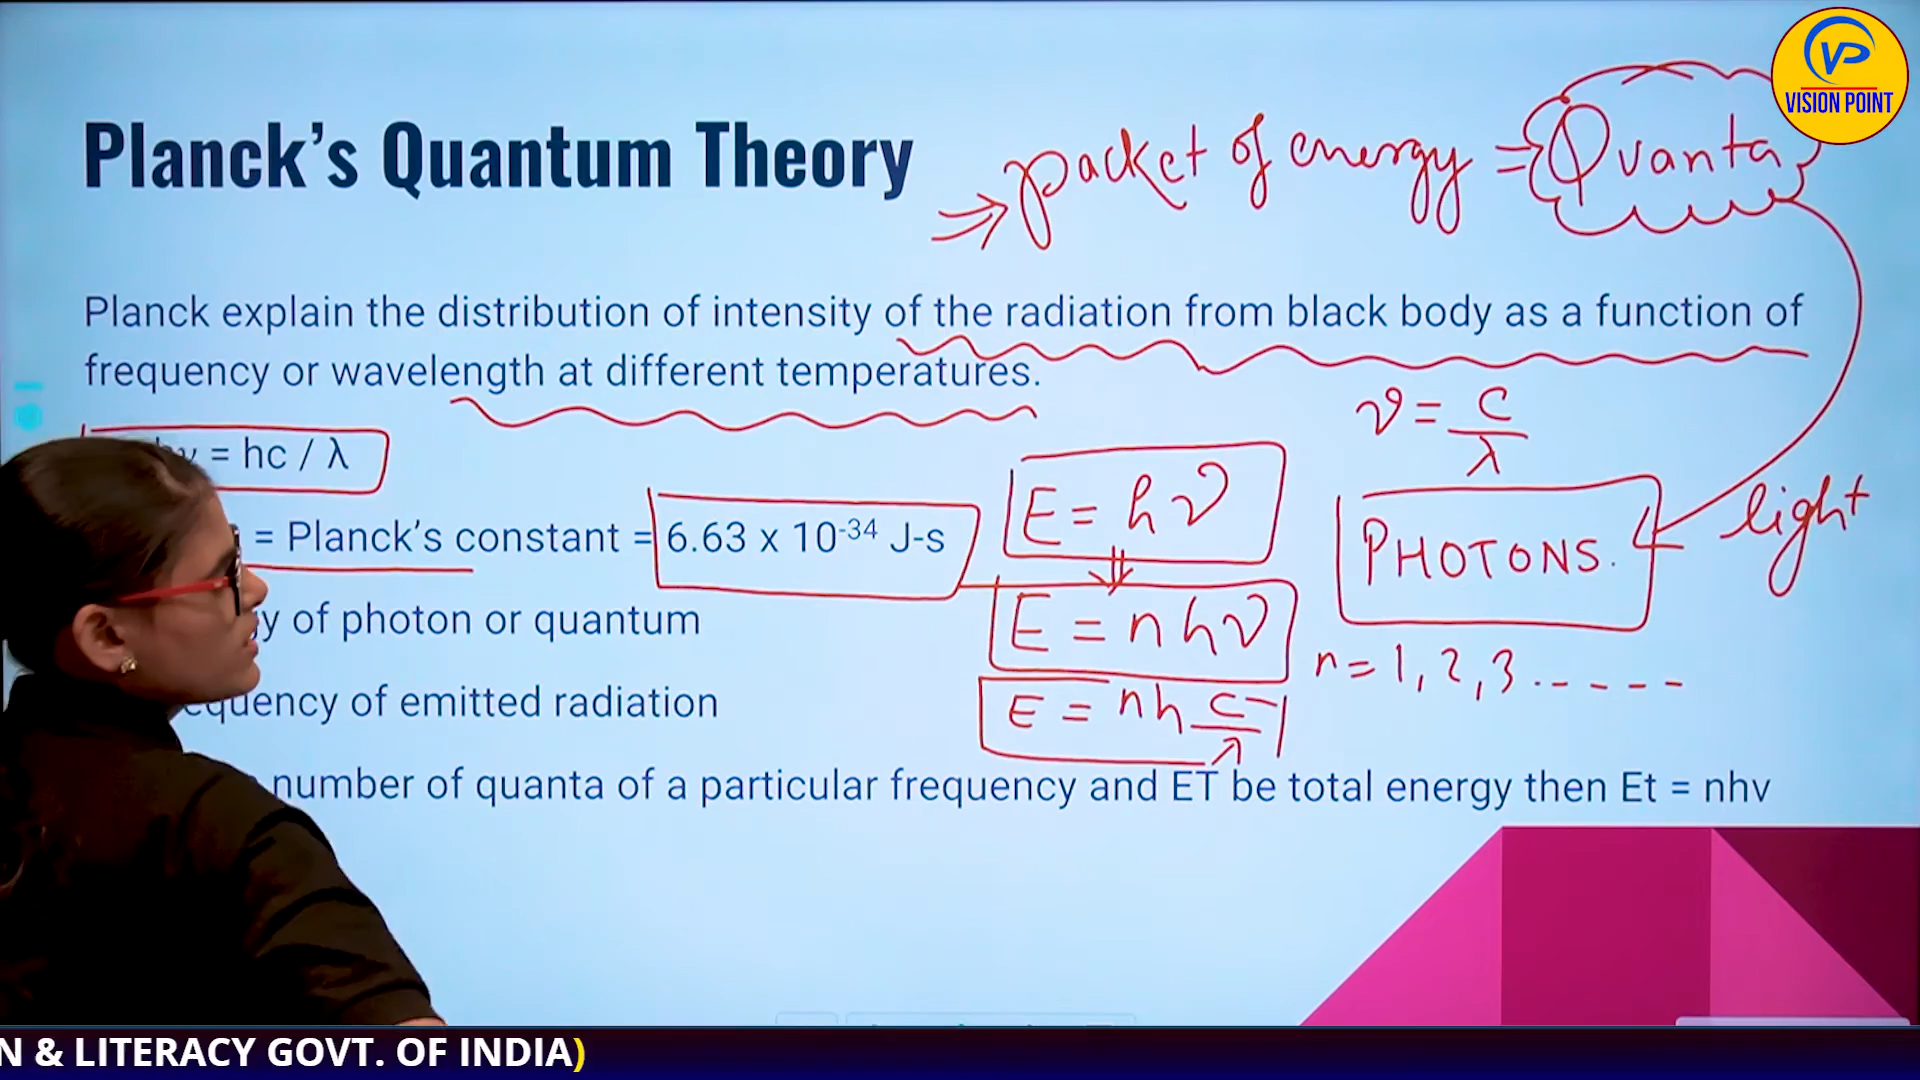 VP
VISION POINT
Planck’s Quantum Theory
⇒ packet of energy = Quanta
Planck explain the distribution of intensity of the radiation from black body as a function of
frequency or wavelength at different temperatures.
ν = c / λ
hν = hc / λ
E = hν
light
= Planck’s constant = 6.63 x 10⁻³⁴ J-s
PHOTONS.
y of photon or quantum
E = nhν
n = 1, 2, 3 . - - - - -
equency of emitted radiation
E = nh c
number of quanta of a particular frequency and ET be total energy then Et = nhv
N & LITERACY GOVT. OF INDIA)